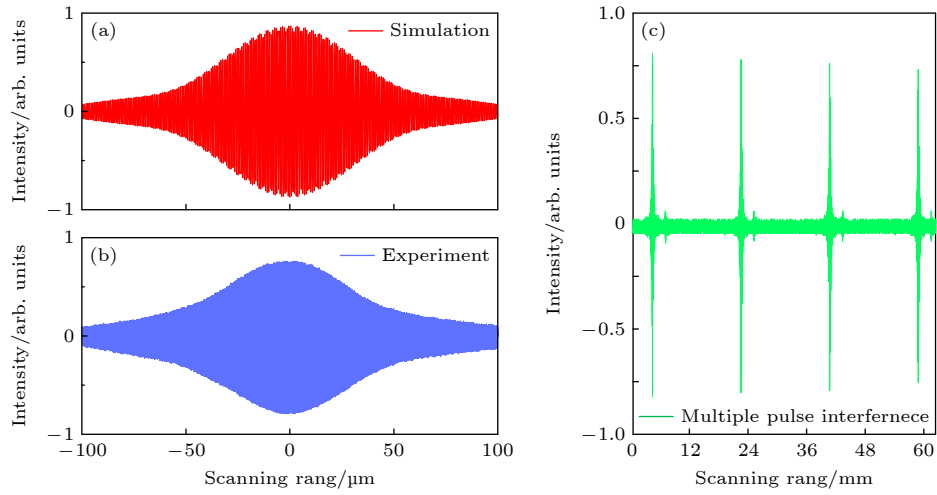 (a)
Simulation
1
0
−1
Intensity/arb. units
(b)
Experiment
1
0
−1
Intensity/arb. units
−100
−50
0
50
100
Scanning rang/µm
(c)
1.0
0.5
0
−0.5
−1.0
Intensity/arb. units
Multiple pulse interfernece
0
12
24
36
48
60
Scanning rang/mm